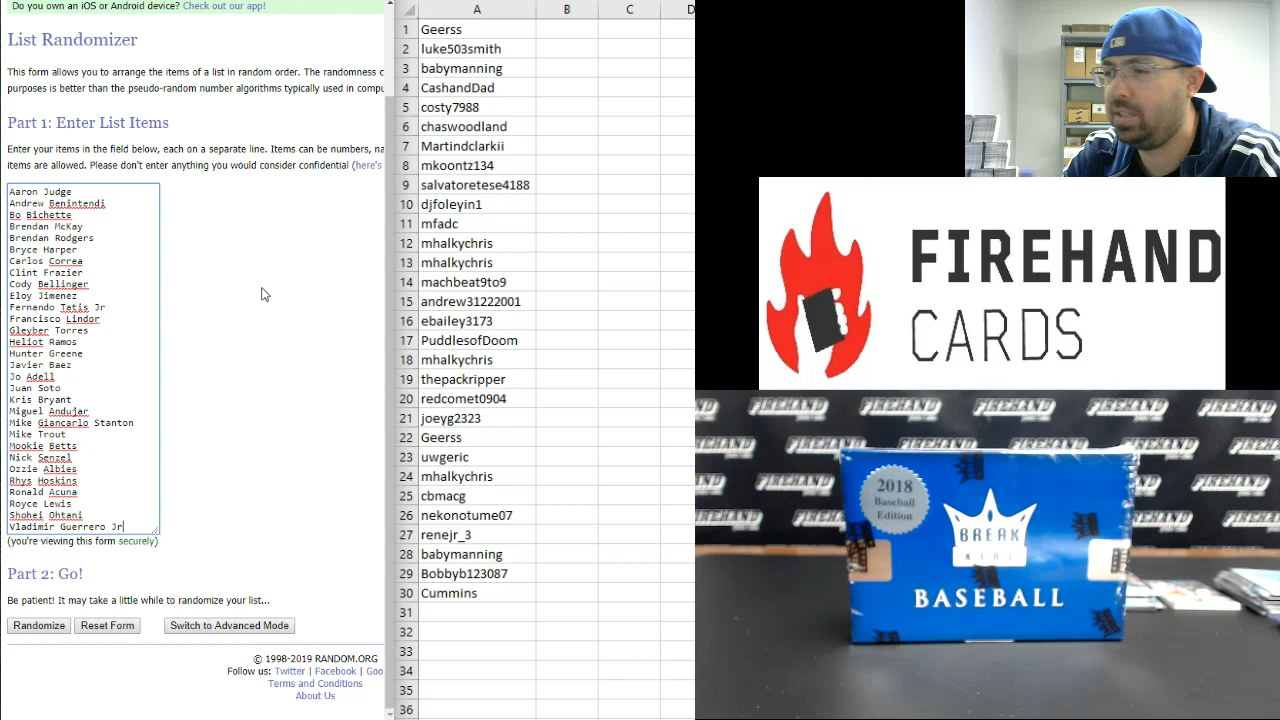 Do you own an iOS or Android device? Check out our app!
List Randomizer
This form allows you to arrange the items of a list in random order. The randomness c
purposes is better than the pseudo-random number algorithms typically used in compu
Part 1: Enter List Items
Enter your items in the field below, each on a separate line. Items can be numbers, na
items are allowed. Please don't enter anything you would consider confidential (here's
Aaron Judge
Andrew Benintendi
Bo Bichette
Brendan McKay
Brendan Rodgers
Bryce Harper
Carlos Correa
Clint Frazier
Cody Bellinger
Eloy Jimenez
Fernando Tatis Jr
Francisco Lindor
Gleyber Torres
Heliot Ramos
Hunter Greene
Javier Baez
Jo Adell
Juan Soto
Kris Bryant
Miguel Andujar
Mike Giancarlo Stanton
Mike Trout
Mookie Betts
Nick Senzel
Ozzie Albies
Rhys Hoskins
Ronald Acuna
Royce Lewis
Shohei Ohtani
Vladimir Guerrero Jr
(you're viewing this form securely)
Part 2: Go!
Be patient! It may take a little while to randomize your list...
Randomize Reset Form Switch to Advanced Mode
© 1998-2019 RANDOM.ORG
Follow us: Twitter | Facebook | Goo
Terms and Conditions
About Us
A B C D
1 Geerss
2 luke503smith
3 babymanning
4 CashandDad
5 costy7988
6 chaswoodland
7 Martindclarkii
8 mkoontz134
9 salvatoretese4188
10 djfoleyin1
11 mfadc
12 mhalkychris
13 mhalkychris
14 machbeat9to9
15 andrew31222001
16 ebailey3173
17 PuddlesofDoom
18 mhalkychris
19 thepackripper
20 redcomet0904
21 joeyg2323
22 Geerss
23 uwgeric
24 mhalkychris
25 cbmacg
26 nekonotume07
27 renejr_3
28 babymanning
29 Bobbyb123087
30 Cummins
31
32
33
34
35
36
FIREHAND
CARDS
2018
Baseball
Edition
BREAK
KING
BASEBALL